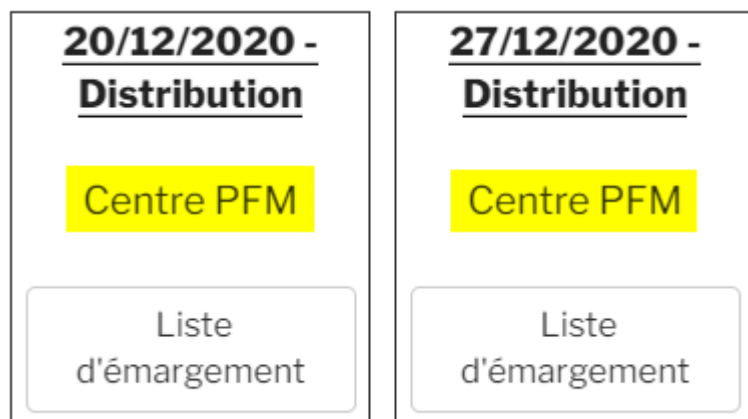 20/12/2020 -
Distribution
Centre PFM
Liste
d'émargement
27/12/2020 -
Distribution
Centre PFM
Liste
d'émargement